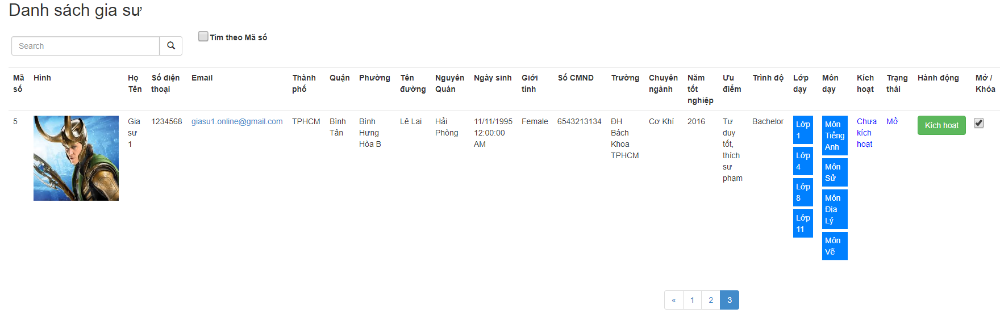 Danh sách gia sư
Search
Tìm theo Mã số
Mã số
Hình
Họ Tên
Số điện thoại
Email
Thành phố
Quận
Phường
Tên đường
Nguyên Quán
Ngày sinh
Giới tính
Số CMND
Trường
Chuyên ngành
Năm tốt nghiệp
Ưu điểm
Trình độ
Lớp dạy
Môn dạy
Kích hoạt
Trạng thái
Hành động
Mở / Khóa
5
Gia sư 1
1234568
giasu1.online@gmail.com
TPHCM
Bình Tân
Bình Hưng Hòa B
Lê Lai
Hải Phòng
11/11/1995 12:00:00 AM
Female
6543213134
ĐH Bách Khoa TPHCM
Cơ Khí
2016
Tư duy tốt, thích sư phạm
Bachelor
Lớp 1
Lớp 4
Lớp 8
Lớp 11
Môn Tiếng Anh
Môn Sử
Môn Địa Lý
Môn Vẽ
Chưa kích hoạt
Mở
Kích hoạt
« 1 2 3